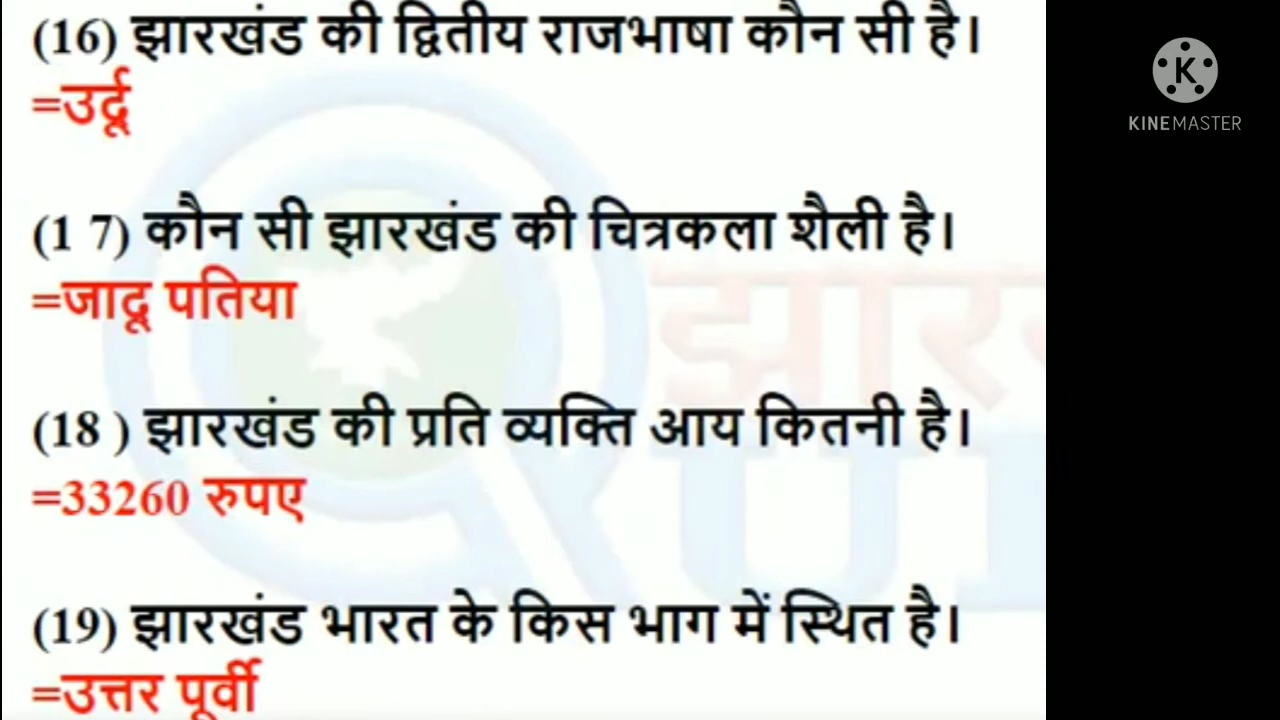 (16) झारखंड की द्वितीय राजभाषा कौन सी है।
=उर्दू
(1 7) कौन सी झारखंड की चित्रकला शैली है।
=जादू पतिया
(18 ) झारखंड की प्रति व्यक्ति आय कितनी है।
=33260 रुपए
(19) झारखंड भारत के किस भाग में स्थित है।
=उत्तर पूर्वी
K
KINEMASTER
झार